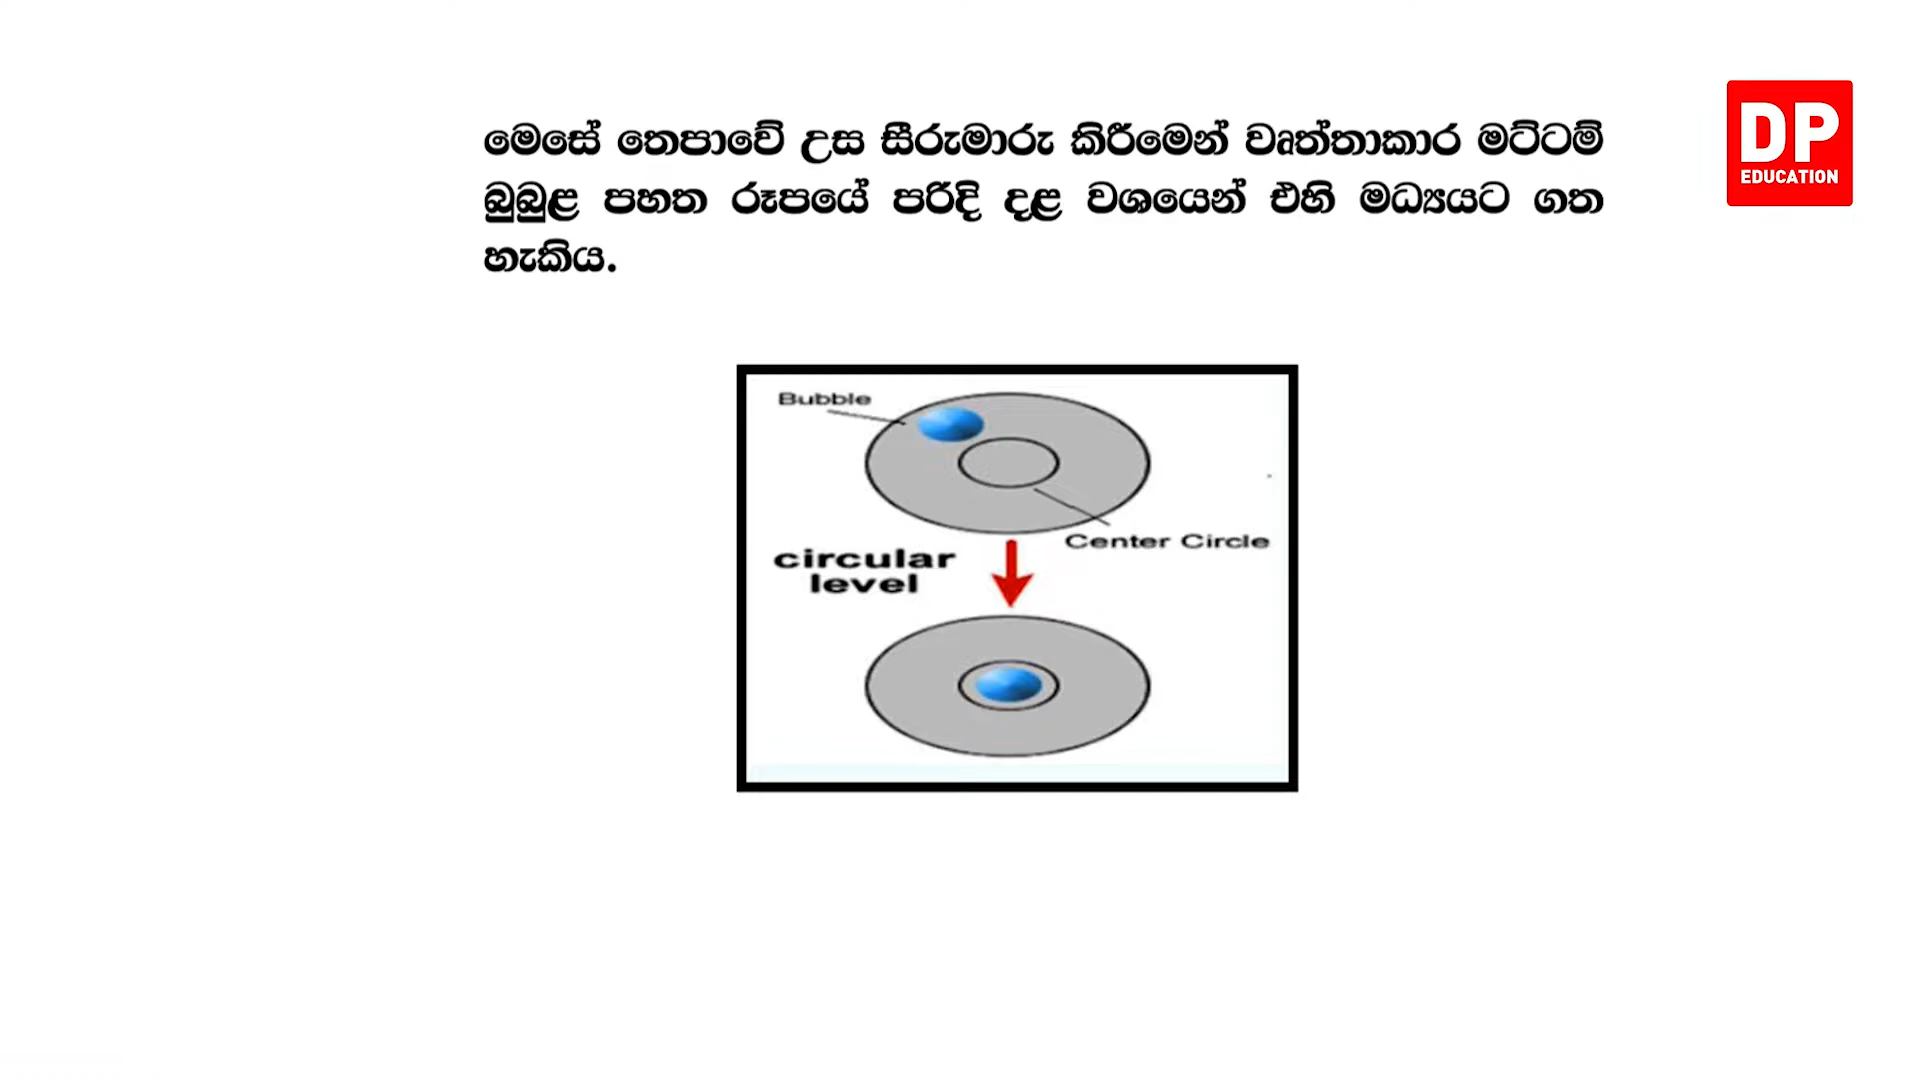 මෙසේ තෙපාවේ උස සීරුමාරු කිරීමෙන් වෘත්තාකාර මට්ටම්
බුබුළ පහත රූපයේ පරිදි දළ වශයෙන් එහි මධ්‍යයට ගත
හැකිය.
DP
EDUCATION
Bubble
Center Circle
circular
level